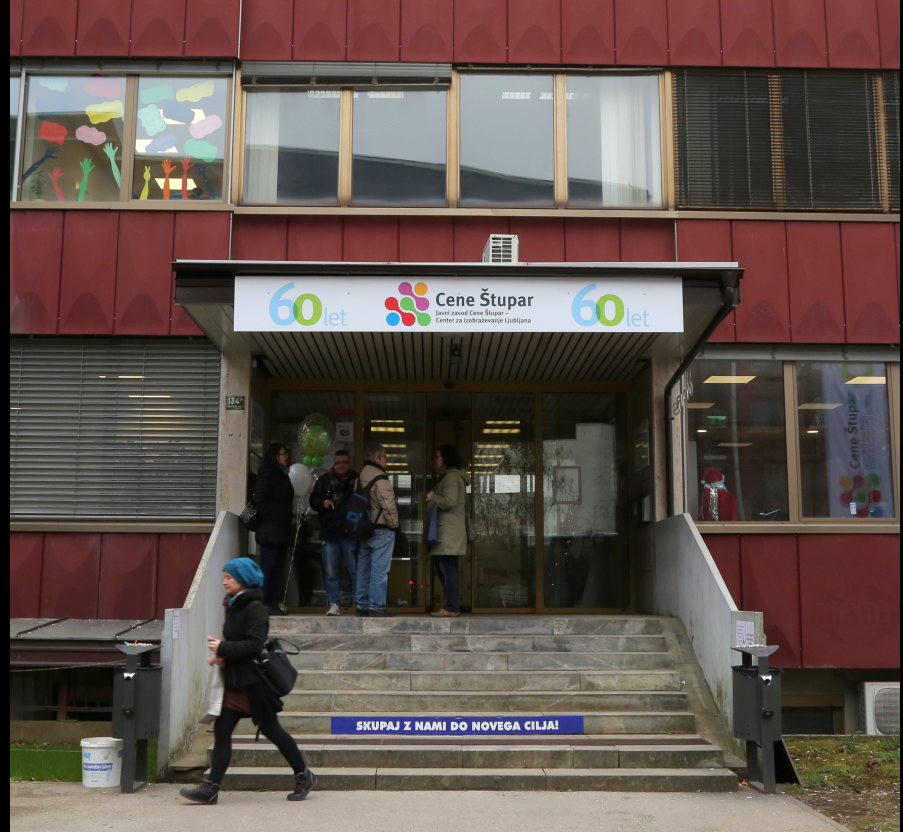 60 let
Cene Štupar
Javni zavod Cene Štupar –
Center za izobraževanje Ljubljana
60 let
134
Cene Štupar
SKUPAJ Z NAMI DO NOVEGA CILJA!